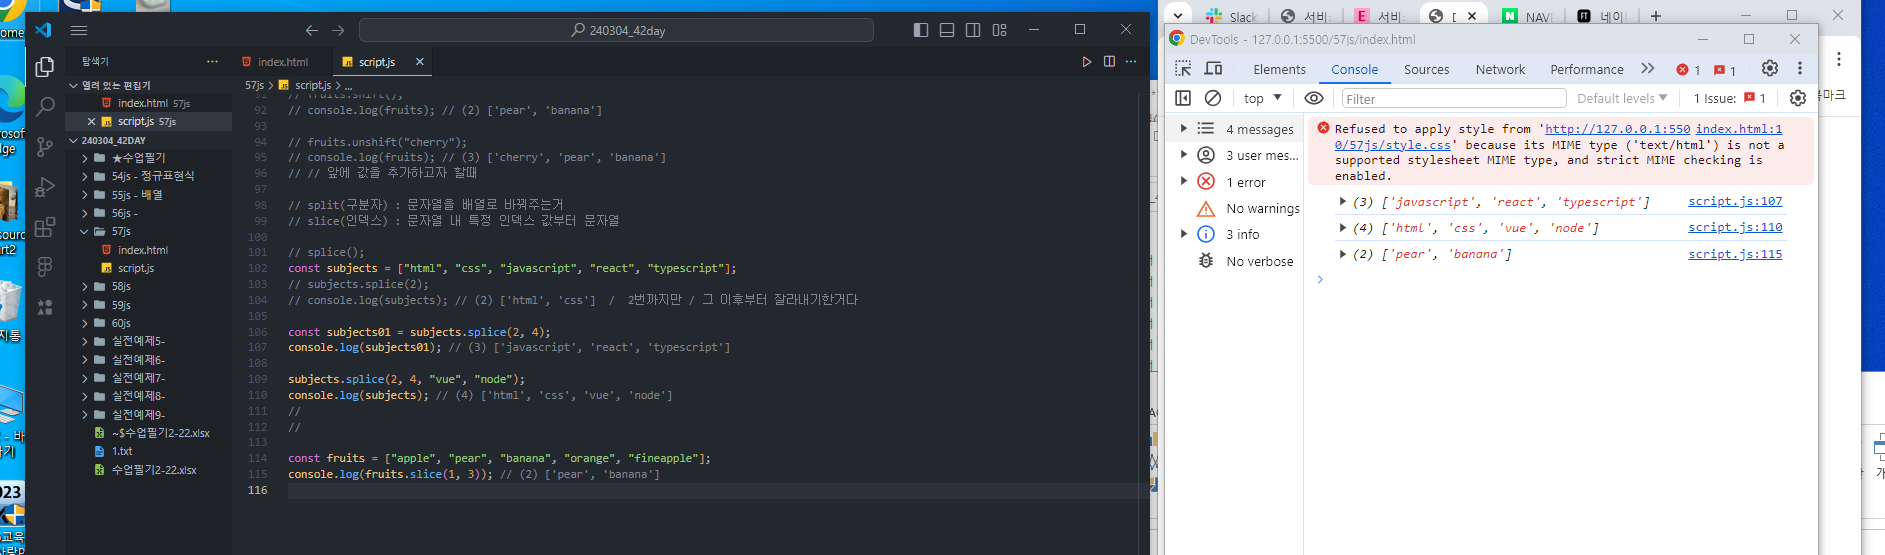 240304_42day
탐색기
index.html
script.js
열려 있는 편집기
index.html 57js
script.js 57js
240304_42DAY
★수업필기
54js - 정규표현식
55js - 배열
56js -
57js
index.html
script.js
58js
59js
60js
실전예제5-
실전예제6-
실전예제7-
실전예제8-
실전예제9-
~$수업필기2-22.xlsx
1.txt
수업필기2-22.xlsx
57js > script.js > ...
91 // fruits.shift();
92 // console.log(fruits); // (2) ['pear', 'banana']
93
94 // fruits.unshift("cherry");
95 // console.log(fruits); // (3) ['cherry', 'pear', 'banana']
96 // // 앞에 값을 추가하고자 할때
97
98 // split(구분자) : 문자열을 배열로 바꿔주는거
99 // slice(인덱스) : 문자열 내 특정 인덱스 값부터 문자열
100
101 // splice();
102 const subjects = ["html", "css", "javascript", "react", "typescript"];
103 // subjects.splice(2);
104 // console.log(subjects); // (2) ['html', 'css'] / 2번까지만 / 그 이후부터 잘라내기한거다
105
106 const subjects01 = subjects.splice(2, 4);
107 console.log(subjects01); // (3) ['javascript', 'react', 'typescript']
108
109 subjects.splice(2, 4, "vue", "node");
110 console.log(subjects); // (4) ['html', 'css', 'vue', 'node']
111 //
112 //
113
114 const fruits = ["apple", "pear", "banana", "orange", "fineapple"];
115 console.log(fruits.slice(1, 3)); // (2) ['pear', 'banana']
116
Slack
서비
서비
NAVE
네이
DevTools - 127.0.0.1:5500/57js/index.html
Elements Console Sources Network Performance 1 1
top Filter Default levels 1 Issue: 1
4 messages
3 user mes...
1 error
No warnings
3 info
No verbose
Refused to apply style from 'http://127.0.0.1:550 index.html:10
0/57js/style.css' because its MIME type ('text/html') is not a
supported stylesheet MIME type, and strict MIME checking is
enabled.
(3) ['javascript', 'react', 'typescript'] script.js:107
(4) ['html', 'css', 'vue', 'node'] script.js:110
(2) ['pear', 'banana'] script.js:115